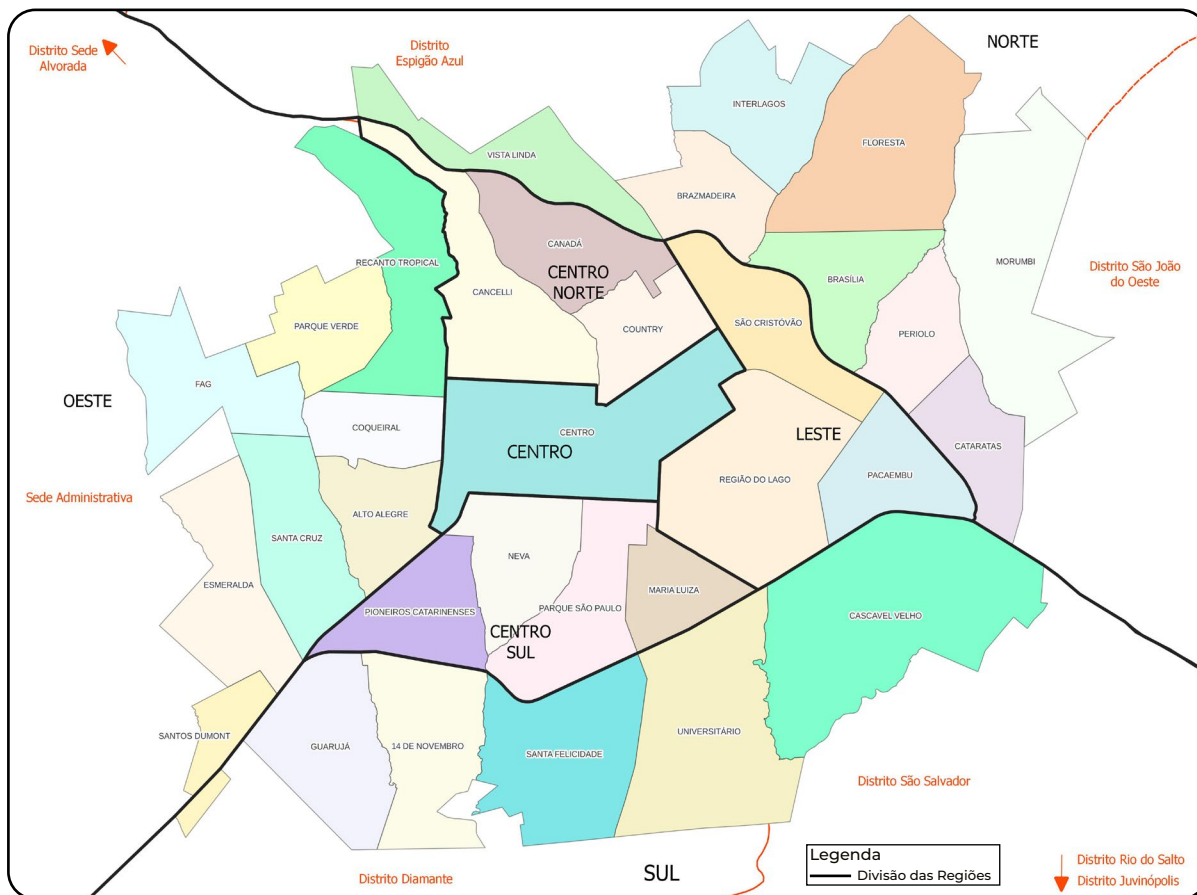 NORTE
Distrito Sede
Alvorada
Distrito
Espigão Azul
INTERLAGOS
FLORESTA
VISTA LINDA
BRAZMADEIRA
CANADÁ
RECANTO TROPICAL
CENTRO
NORTE
CANCELLI
BRASÍLIA
MORUMBI
Distrito São João
do Oeste
PARQUE VERDE
COUNTRY
SÃO CRISTÓVÃO
PERIOLO
FAG
OESTE
COQUEIRAL
CENTRO
CENTRO
LESTE
CATARATAS
REGIÃO DO LAGO
PACAEMBU
Sede Administrativa
ALTO ALEGRE
SANTA CRUZ
NEVA
ESMERALDA
MARIA LUIZA
PIONEIROS CATARINENSES
PARQUE SÃO PAULO
CASCAVEL VELHO
CENTRO
SUL
SANTOS DUMONT
GUARUJÁ
14 DE NOVEMBRO
SANTA FELICIDADE
UNIVERSITÁRIO
Distrito São Salvador
Distrito Diamante
SUL
Legenda
Divisão das Regiões
Distrito Rio do Salto
Distrito Juvinópolis